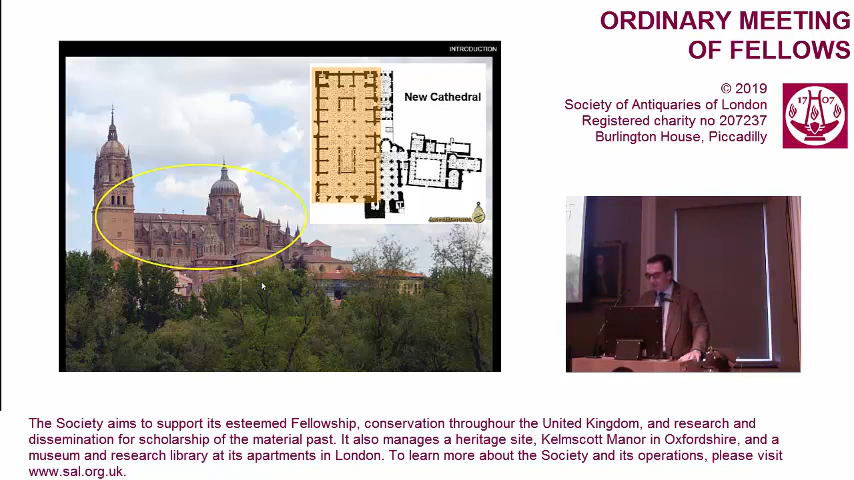 ORDINARY MEETING
OF FELLOWS
© 2019
Society of Antiquaries of London
Registered charity no 207237
Burlington House, Piccadilly
17 07
INTRODUCTION
New Cathedral
The Society aims to support its esteemed Fellowship, conservation throughour the United Kingdom, and research and
dissemination for scholarship of the material past. It also manages a heritage site, Kelmscott Manor in Oxfordshire, and a
museum and research library at its apartments in London. To learn more about the Society and its operations, please visit
www.sal.org.uk.